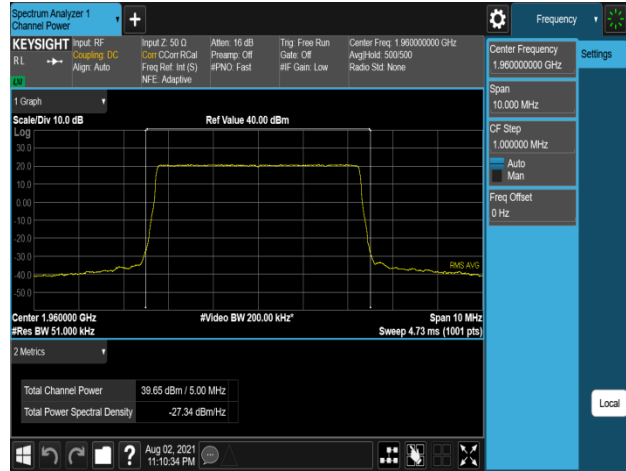 Spectrum Analyzer 1
Channel Power
Frequency
KEYSIGHT
R L
LNI
Input: RF
Coupling: DC
Align: Auto
Input Z: 50 Ω
Corr CCorr RCal
Freq Ref: Int (S)
NFE: Adaptive
Atten: 16 dB
Preamp: Off
#PNO: Fast
Trig: Free Run
Gate: Off
#IF Gain: Low
Center Freq: 1.960000000 GHz
Avg|Hold: 500/500
Radio Std: None
Center Frequency
1.960000000 GHz
Settings
Span
10.000 MHz
CF Step
1.000000 MHz
Auto
Man
Freq Offset
0 Hz
Local
1 Graph
Scale/Div 10.0 dB
Ref Value 40.00 dBm
Log
30.0
20.0
10.0
0.00
-10.0
-20.0
-30.0
-40.0
-50.0
RMS AVG
Center 1.960000 GHz
#Video BW 200.00 kHz*
Span 10 MHz
#Res BW 51.000 kHz
Sweep 4.73 ms (1001 pts)
2 Metrics
Total Channel Power 39.65 dBm / 5.00 MHz
Total Power Spectral Density -27.34 dBm/Hz
Aug 02, 2021
11:10:34 PM